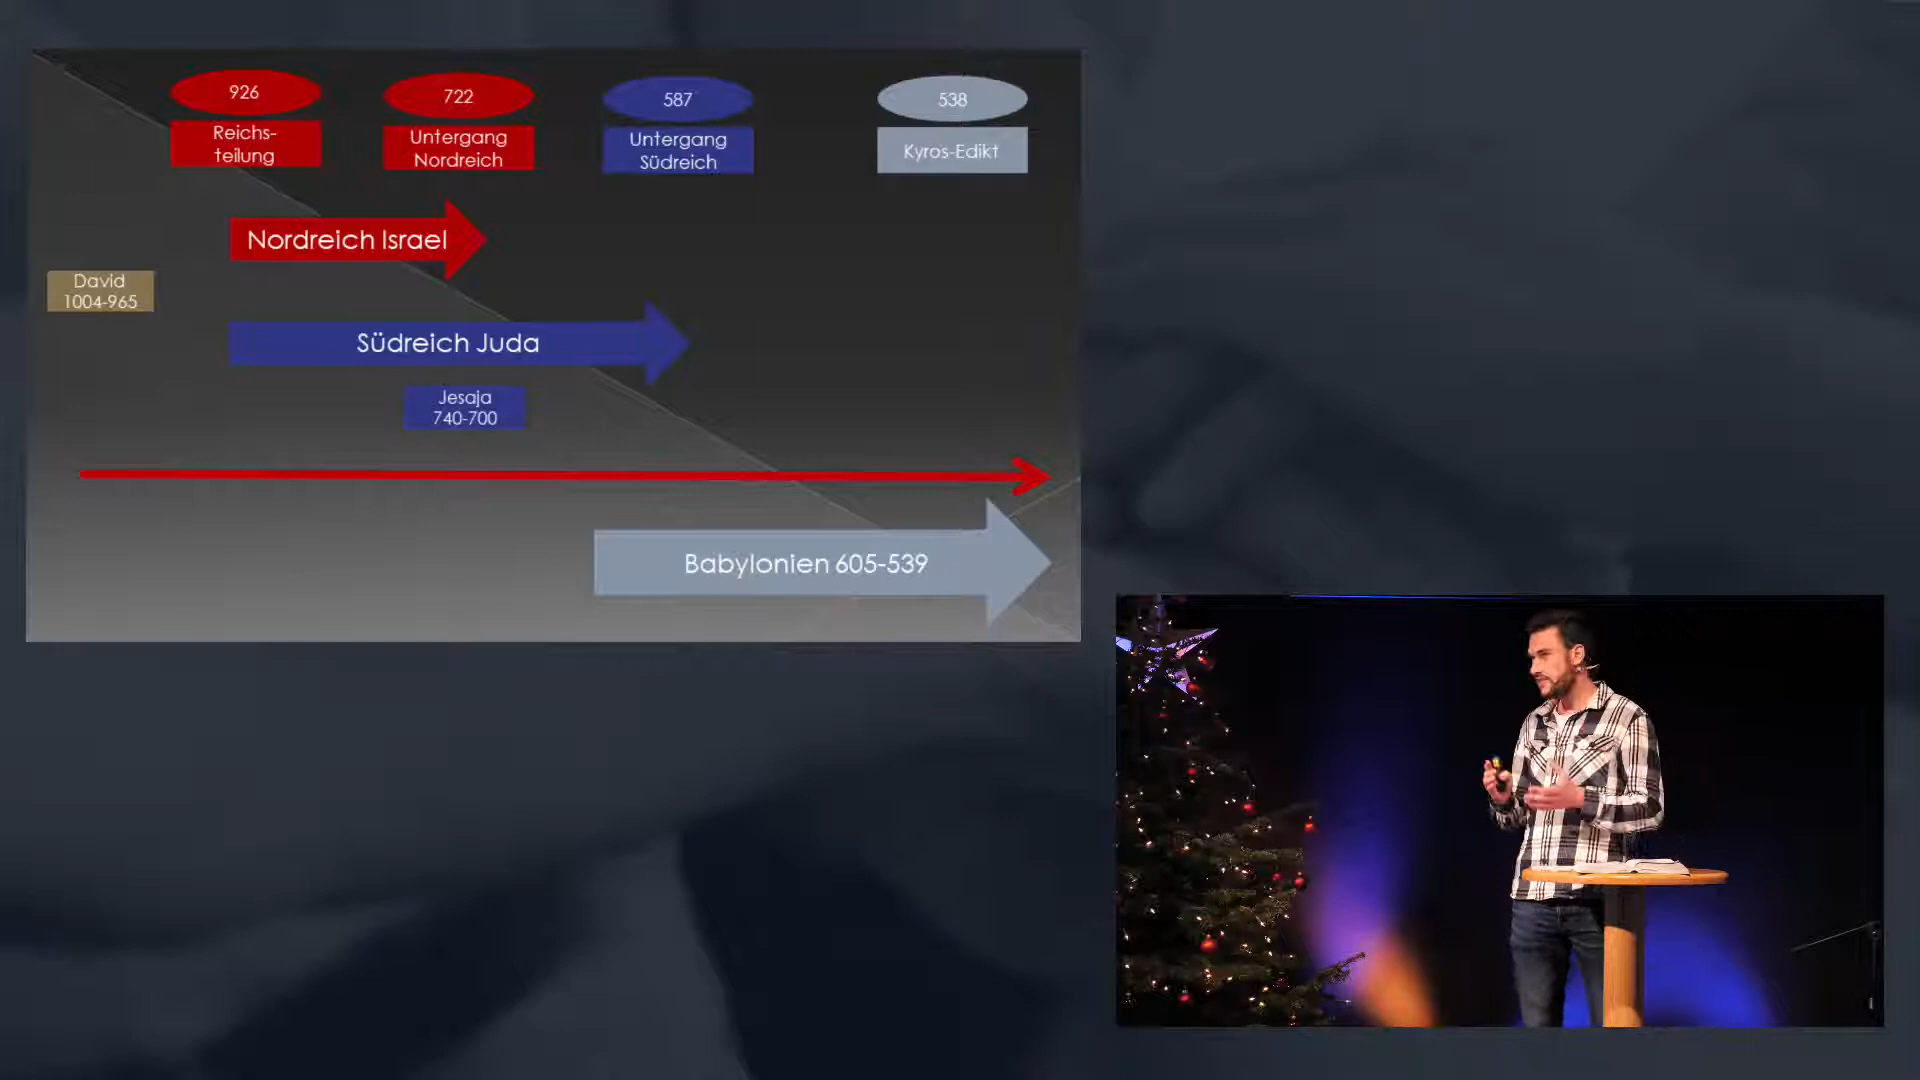 926
Reichs-
teilung
722
Untergang
Nordreich
587
Untergang
Südreich
538
Kyros-Edikt
Nordreich Israel
David
1004-965
Südreich Juda
Jesaja
740-700
Babylonien 605-539